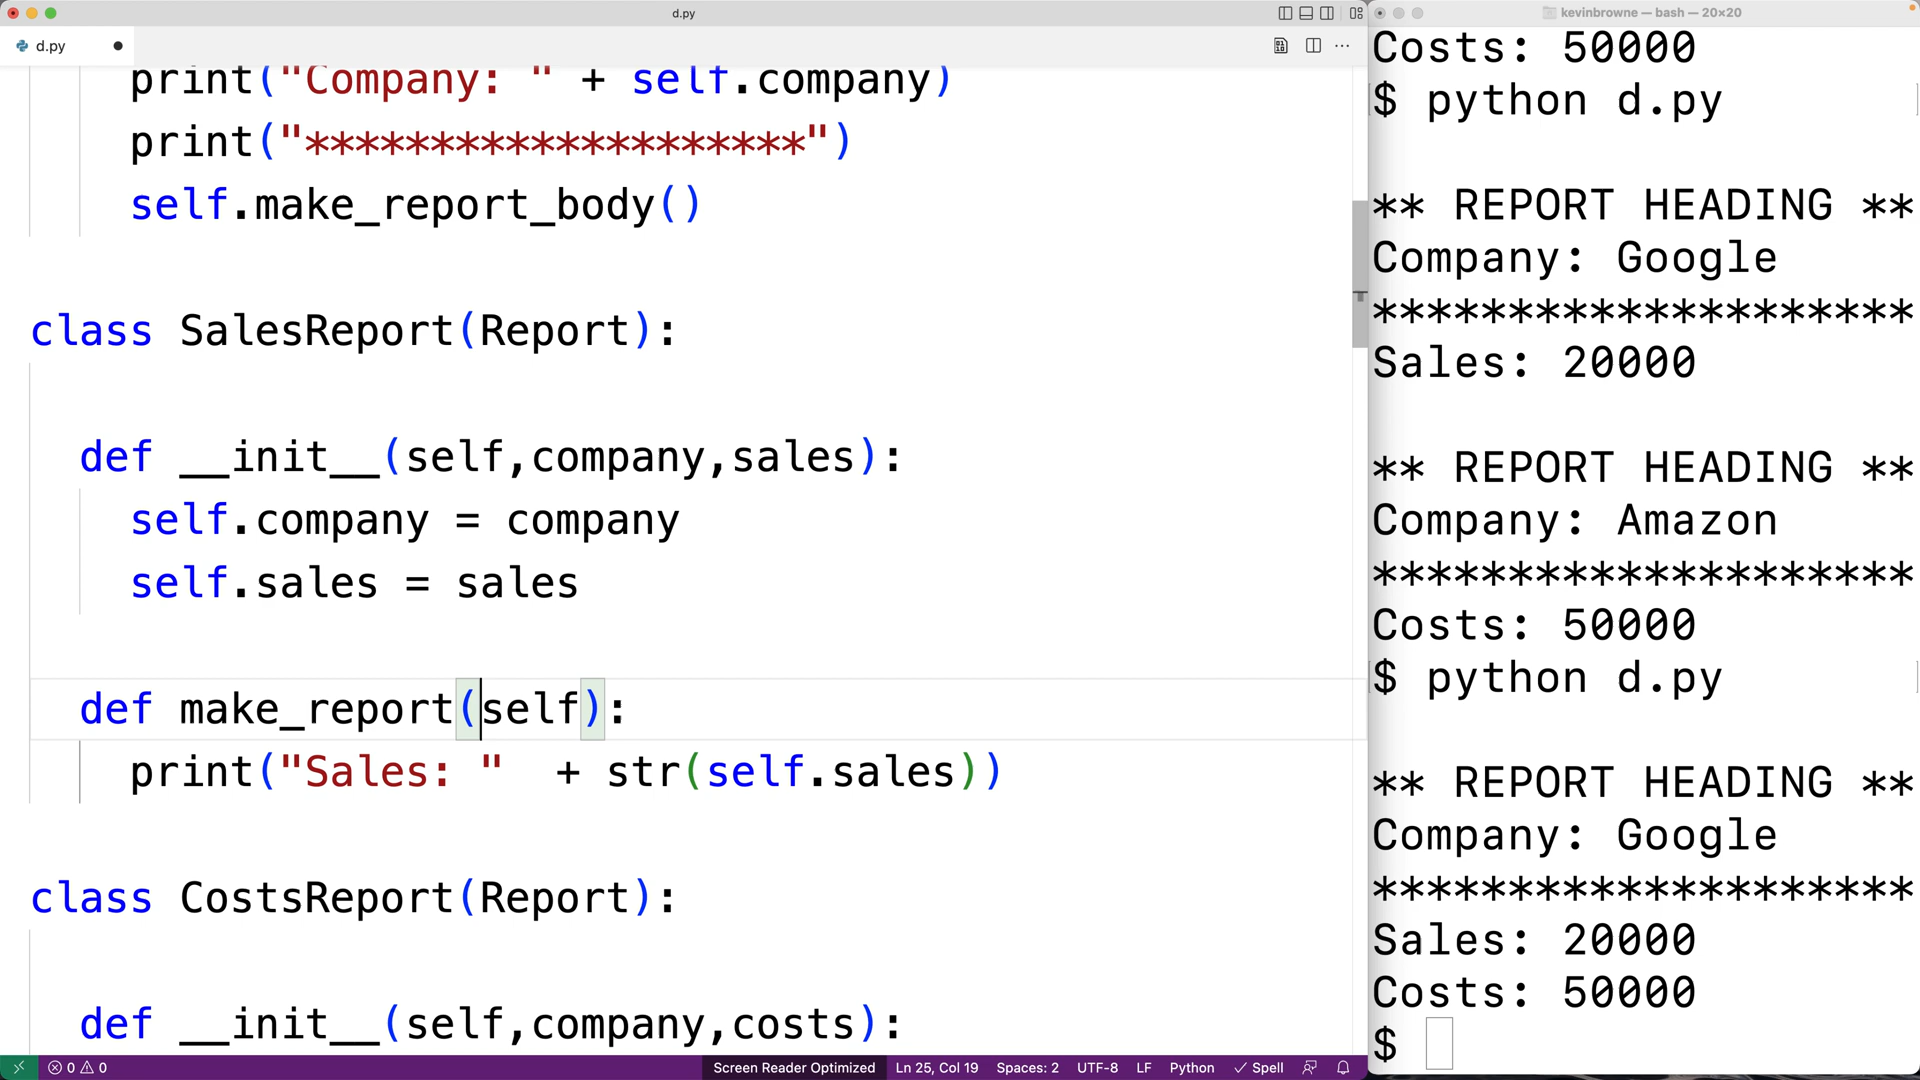 d.py
d.py
print("Company: " + self.company)
print("********************")
self.make_report_body()
class SalesReport(Report):
def __init__(self,company,sales):
self.company = company
self.sales = sales
def make_report(self):
print("Sales: "  + str(self.sales))
class CostsReport(Report):
def __init__(self,company,costs):
0 0
Screen Reader Optimized
Ln 25, Col 19
Spaces: 2
UTF-8
LF
Python
Spell
kevinbrowne — bash — 20×20
Costs: 50000
$ python d.py
** REPORT HEADING **
Company: Google
********************
Sales: 20000
** REPORT HEADING **
Company: Amazon
********************
Costs: 50000
$ python d.py
** REPORT HEADING **
Company: Google
********************
Sales: 20000
Costs: 50000
$